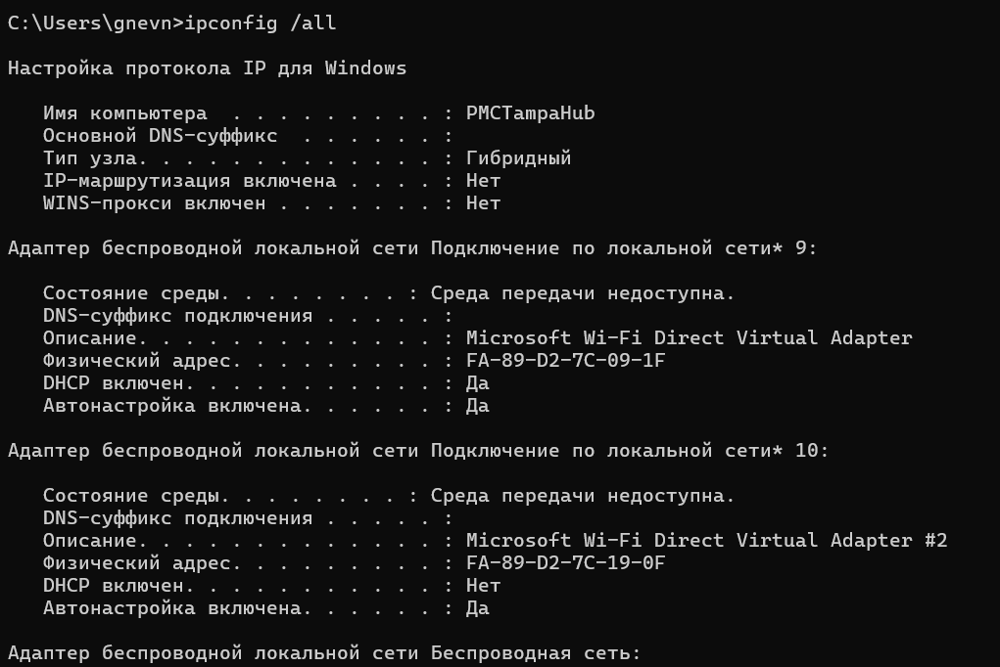 C:\Users\gnevn>ipconfig /all
Настройка протокола IP для Windows
Имя компьютера  . . . . . . . . . : PMCTampaHub
Основной DNS-суффикс  . . . . . . :
Тип узла. . . . . . . . . . . . . : Гибридный
IP-маршрутизация включена . . . . : Нет
WINS-прокси включен . . . . . . . : Нет
Адаптер беспроводной локальной сети Подключение по локальной сети* 9:
Состояние среды. . . . . . . . : Среда передачи недоступна.
DNS-суффикс подключения . . . . . :
Описание. . . . . . . . . . . . . : Microsoft Wi-Fi Direct Virtual Adapter
Физический адрес. . . . . . . . . : FA-89-D2-7C-09-1F
DHCP включен. . . . . . . . . . . : Да
Автонастройка включена. . . . . . : Да
Адаптер беспроводной локальной сети Подключение по локальной сети* 10:
Состояние среды. . . . . . . . : Среда передачи недоступна.
DNS-суффикс подключения . . . . . :
Описание. . . . . . . . . . . . . : Microsoft Wi-Fi Direct Virtual Adapter #2
Физический адрес. . . . . . . . . : FA-89-D2-7C-19-0F
DHCP включен. . . . . . . . . . . : Нет
Автонастройка включена. . . . . . : Да
Адаптер беспроводной локальной сети Беспроводная сеть: